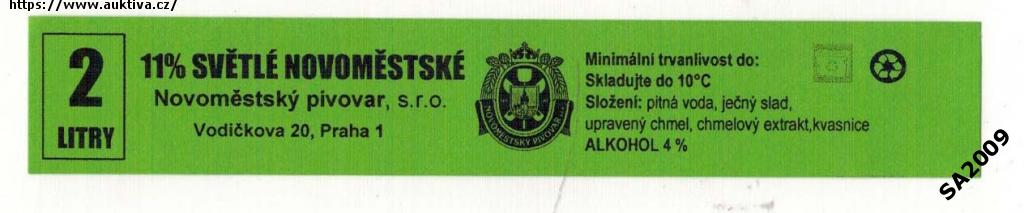 https://www.auktiva.cz/
2
LITRY
11% SVĚTLÉ NOVOMĚSTSKÉ
Novoměstský pivovar, s.r.o.
Vodičkova 20, Praha 1
NOVOMĚSTSKÝ PIVOVAR
Minimální trvanlivost do:
Skladujte do 10°C
Složení: pitná voda, ječný slad,
upravený chmel, chmelový extrakt,kvasnice
ALKOHOL 4 %
SA2009